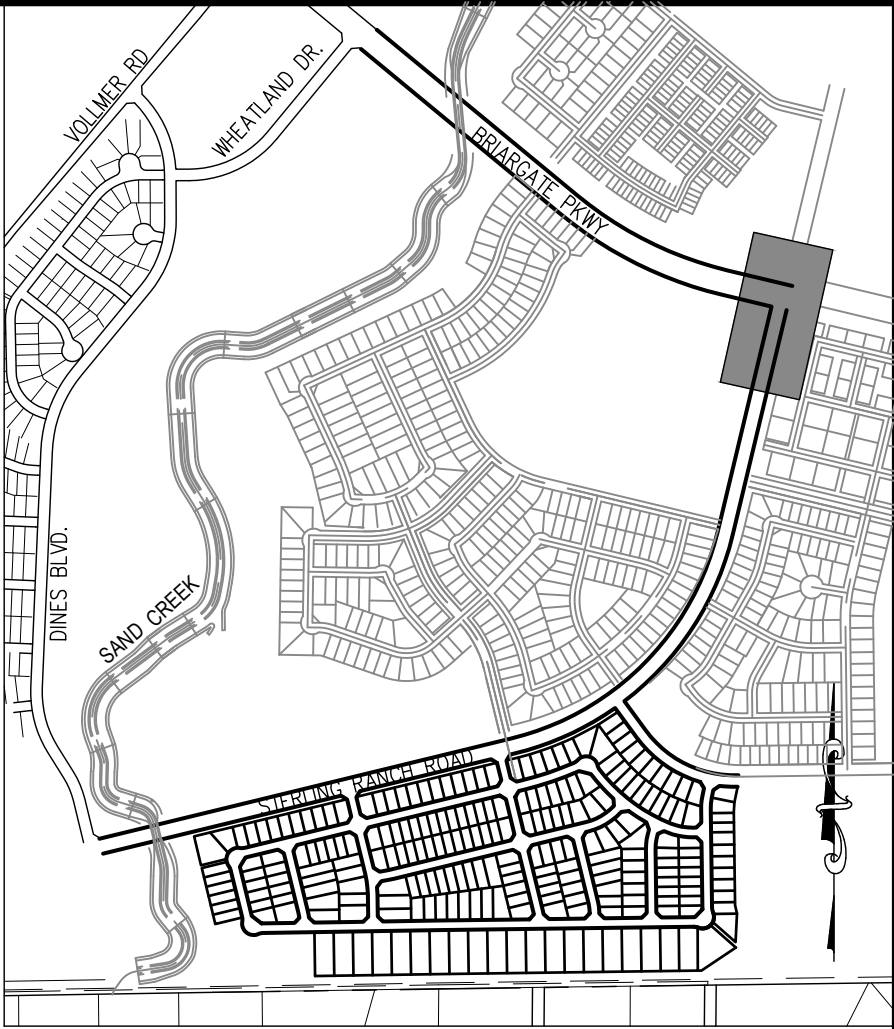 VOLLMER RD
WHEATLAND DR.
BRIARGATE PKWY
DINES BLVD.
SAND CREEK
STERLING RANCH ROAD